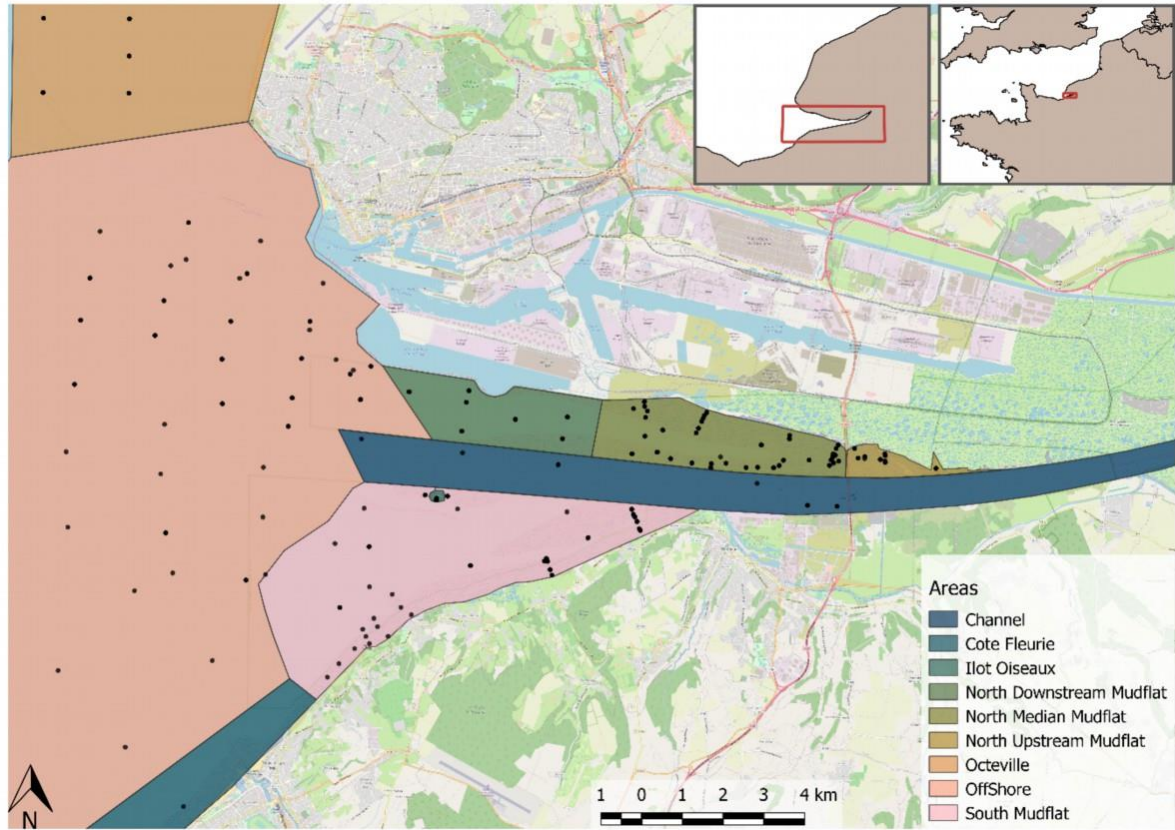 1 0 1 2 3 4 km
N
Areas
Channel
Cote Fleurie
Ilot Oiseaux
North Downstream Mudflat
North Median Mudflat
North Upstream Mudflat
Octeville
OffShore
South Mudflat